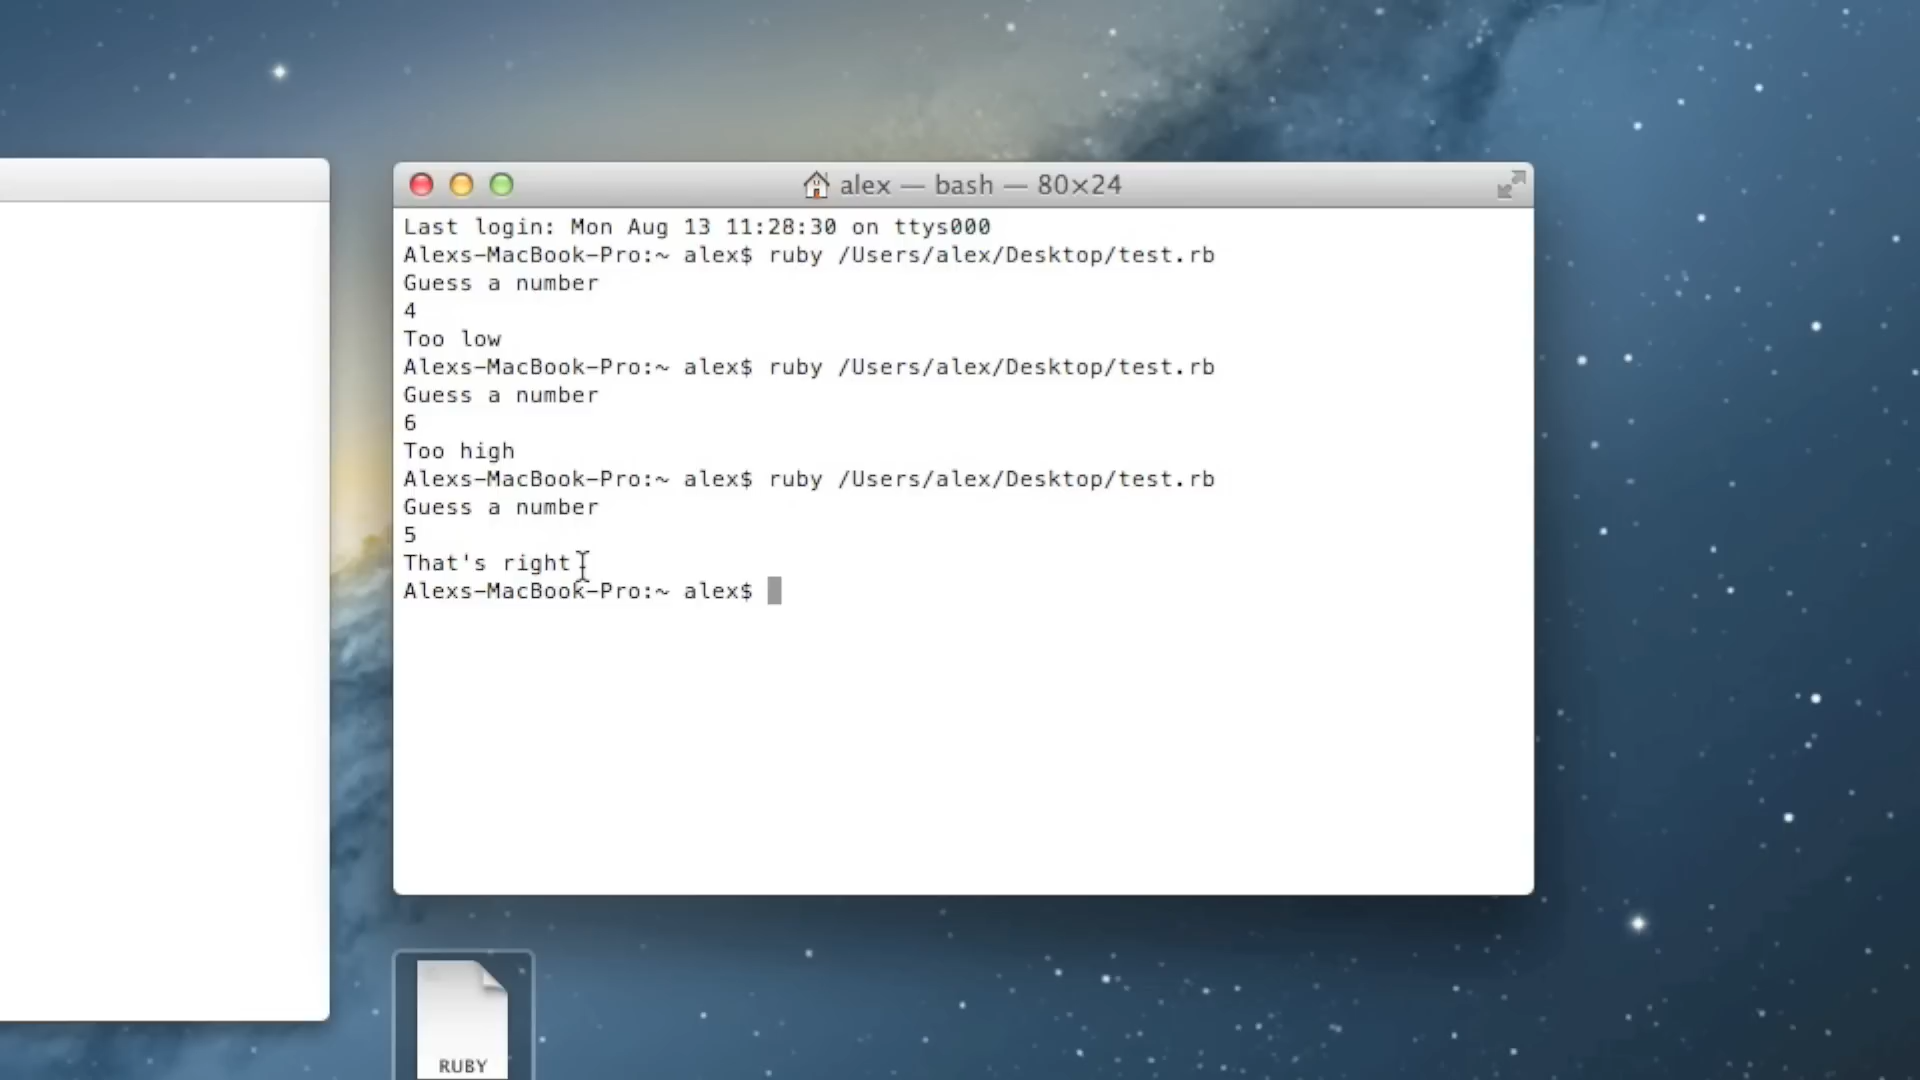 alex — bash — 80×24
Last login: Mon Aug 13 11:28:30 on ttys000
Alexs-MacBook-Pro:~ alex$ ruby /Users/alex/Desktop/test.rb
Guess a number
4
Too low
Alexs-MacBook-Pro:~ alex$ ruby /Users/alex/Desktop/test.rb
Guess a number
6
Too high
Alexs-MacBook-Pro:~ alex$ ruby /Users/alex/Desktop/test.rb
Guess a number
5
That's right
Alexs-MacBook-Pro:~ alex$
RUBY